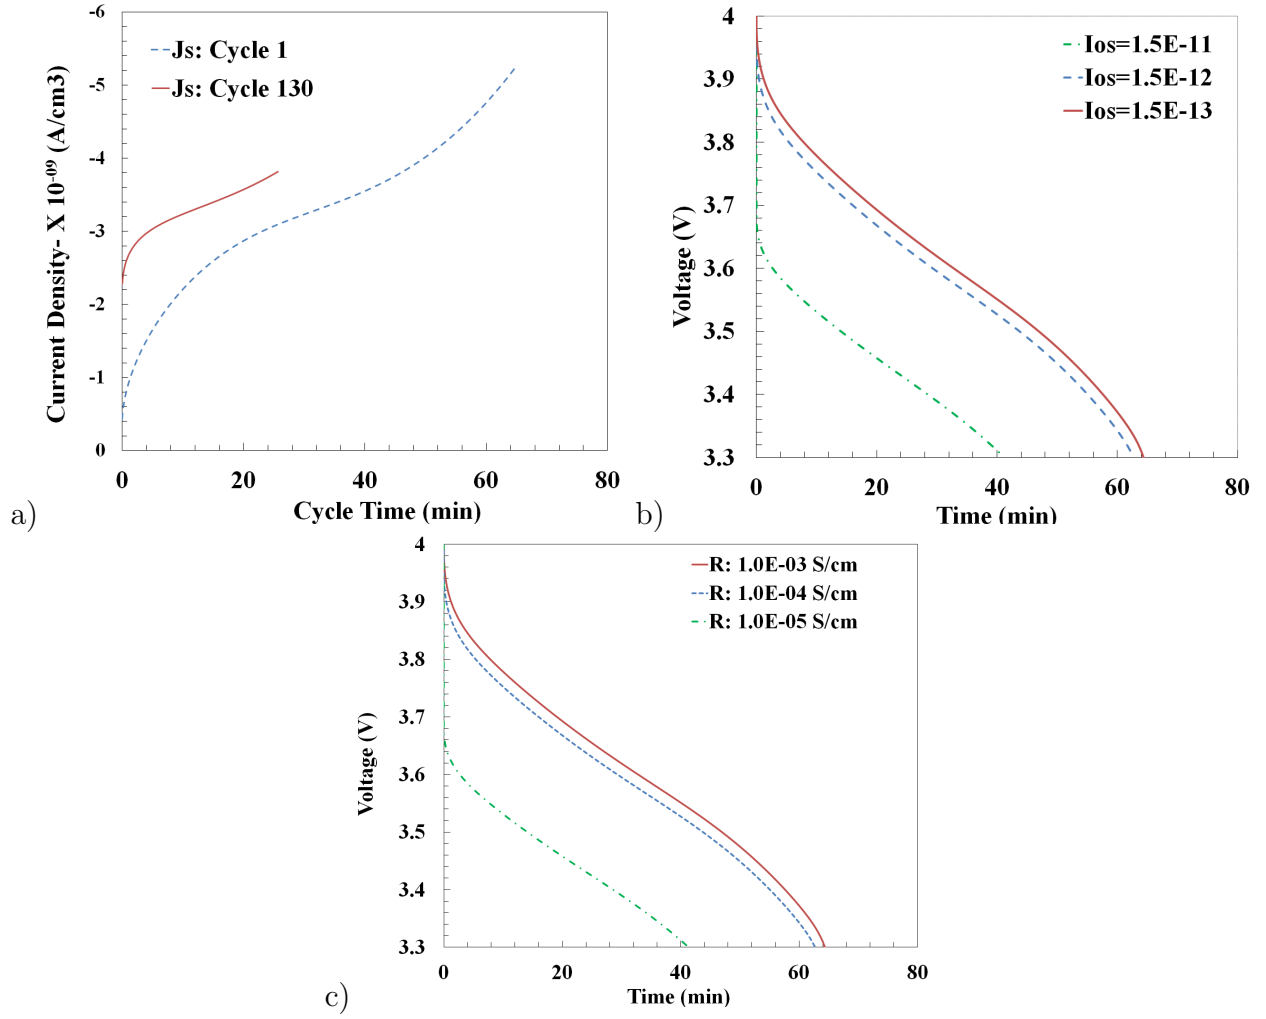 -6
-5
-4
-3
-2
-1
0
Current Density- X 10⁻⁰⁹ (A/cm3)
Js: Cycle 1
Js: Cycle 130
0 20 40 60 80
Cycle Time (min)
a)
4
3.9
3.8
3.7
3.6
3.5
3.4
3.3
Voltage (V)
Ios=1.5E-11
Ios=1.5E-12
Ios=1.5E-13
0 20 40 60 80
Time (min)
b)
4
3.9
3.8
3.7
3.6
3.5
3.4
3.3
Voltage (V)
R: 1.0E-03 S/cm
R: 1.0E-04 S/cm
R: 1.0E-05 S/cm
0 20 40 60 80
Time (min)
c)